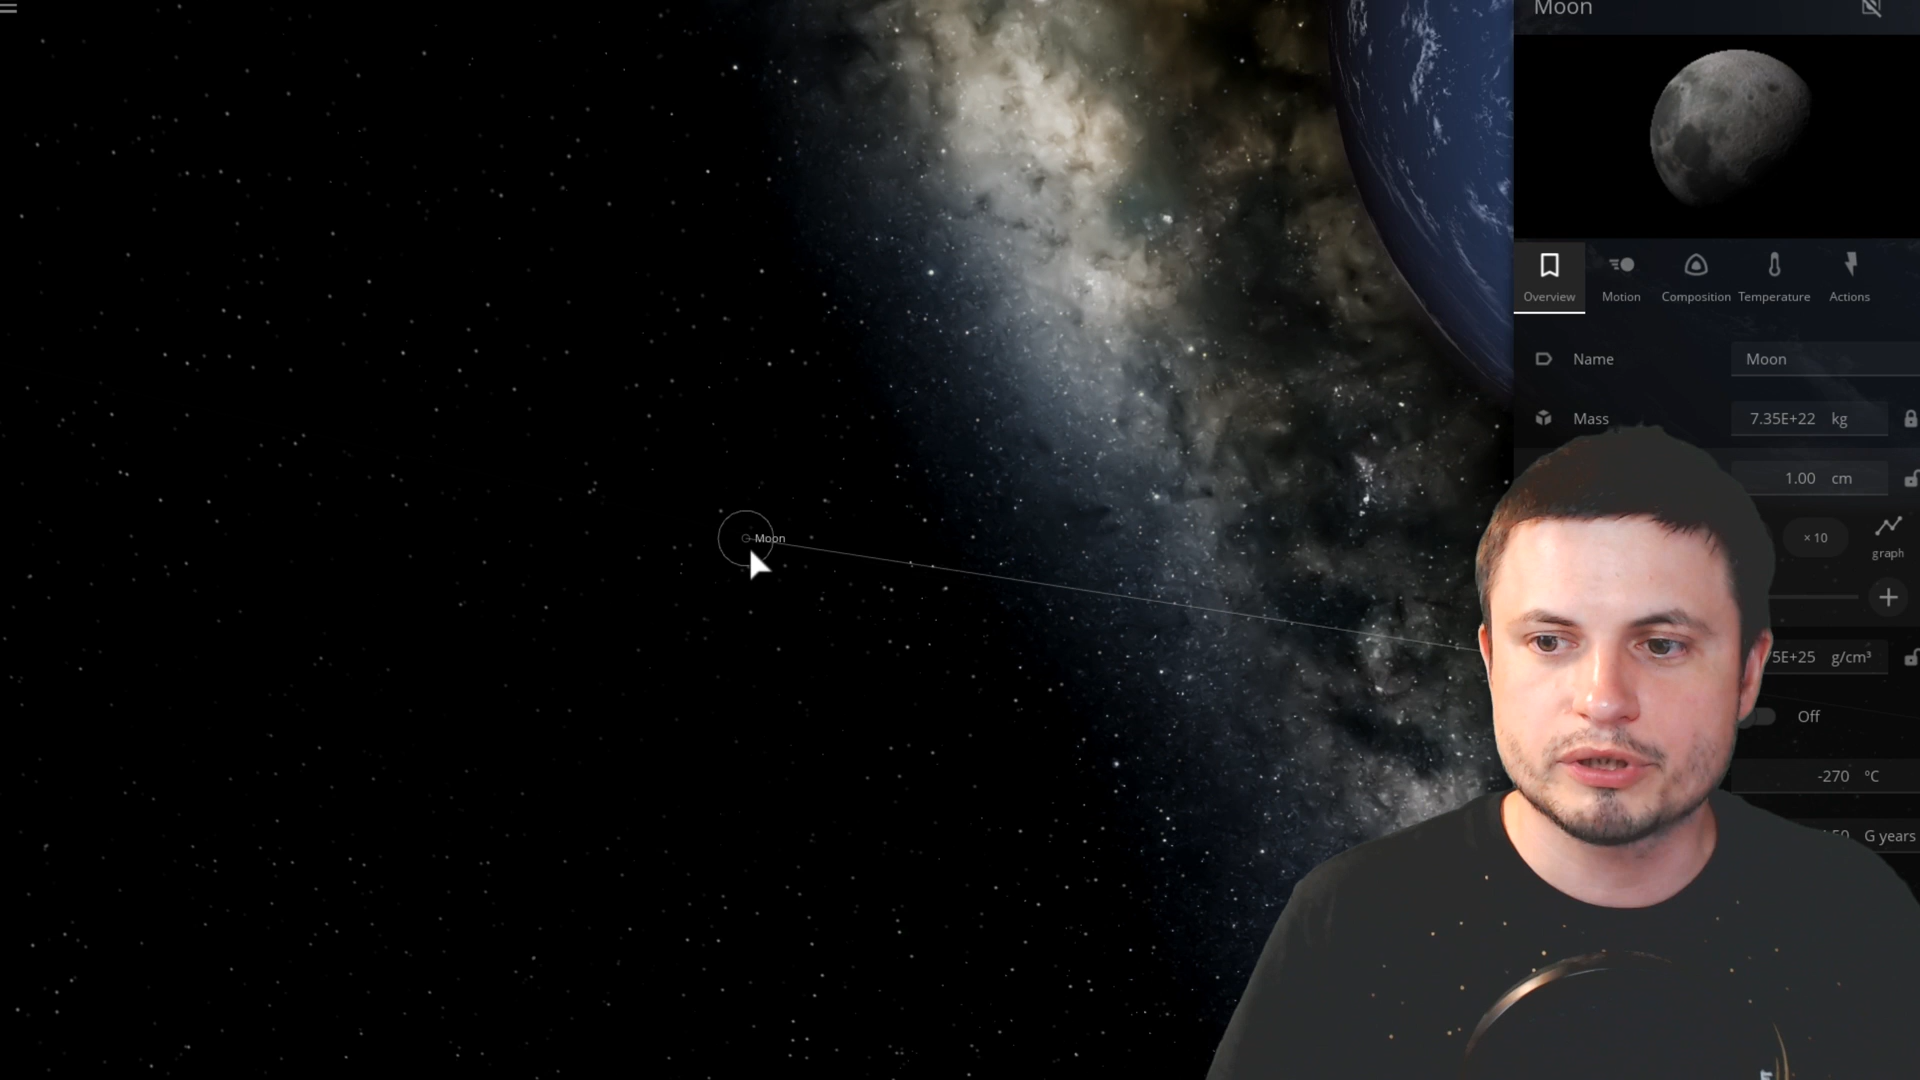 Moon
Overview
Motion
Composition
Temperature
Actions
Name
Moon
Mass
7.35E+22 kg
1.00 cm
Moon
× 10
graph
5E+25 g/cm³
Off
-270 °C
50 G years